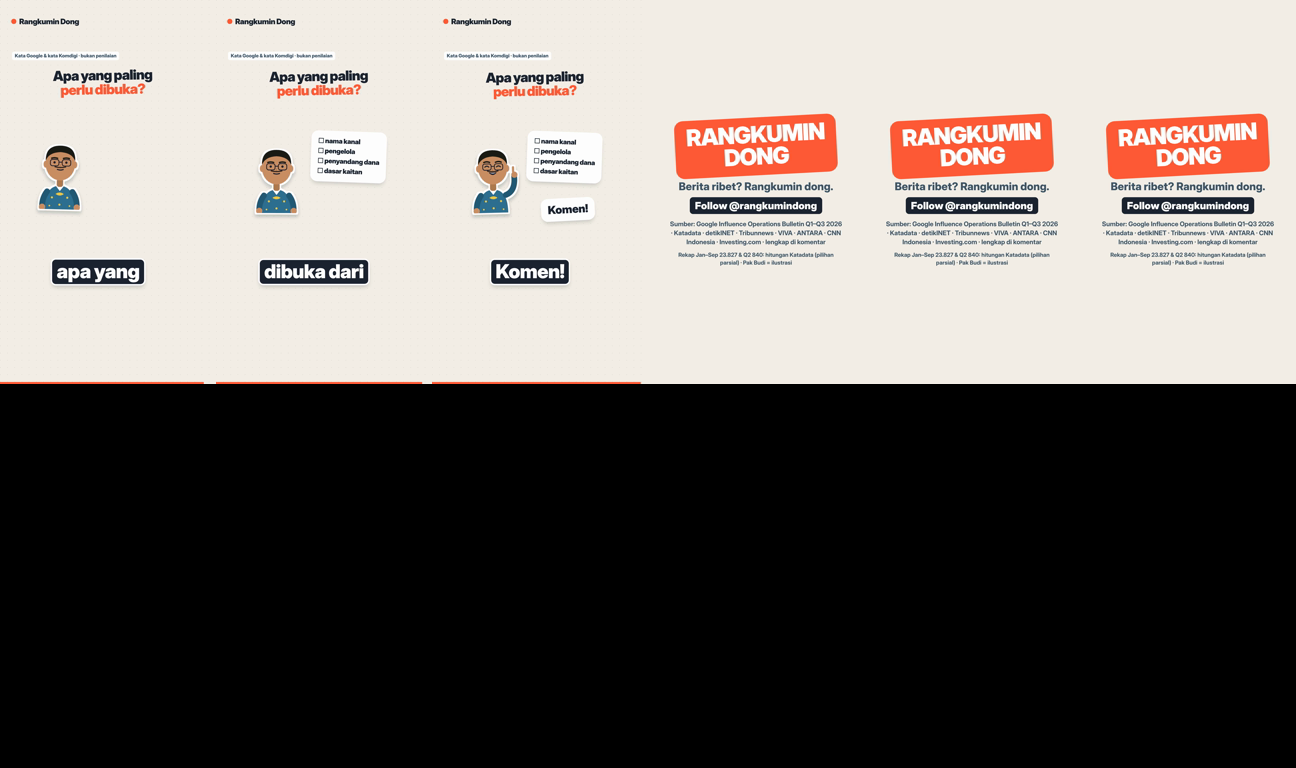 Rangkumin Dong
Kata Google & kata Komdigi · bukan penilaian
Apa yang paling
perlu dibuka?
apa yang
Rangkumin Dong
Kata Google & kata Komdigi · bukan penilaian
Apa yang paling
perlu dibuka?
☐ nama kanal
☐ pengelola
☐ penyandang dana
☐ dasar kaitan
dibuka dari
Rangkumin Dong
Kata Google & kata Komdigi · bukan penilaian
Apa yang paling
perlu dibuka?
☐ nama kanal
☐ pengelola
☐ penyandang dana
☐ dasar kaitan
Komen!
Komen!
RANGKUMIN
DONG
Berita ribet? Rangkumin dong.
Follow @rangkumindong
Sumber: Google Influence Operations Bulletin Q1–Q3 2026
· Katadata · detikINET · Tribunnews · VIVA · ANTARA · CNN
Indonesia · Investing.com · lengkap di komentar
Rekap Jan–Sep 23.827 & Q2 840: hitungan Katadata (pilihan
parsial) · Pak Budi = ilustrasi
RANGKUMIN
DONG
Berita ribet? Rangkumin dong.
Follow @rangkumindong
Sumber: Google Influence Operations Bulletin Q1–Q3 2026
· Katadata · detikINET · Tribunnews · VIVA · ANTARA · CNN
Indonesia · Investing.com · lengkap di komentar
Rekap Jan–Sep 23.827 & Q2 840: hitungan Katadata (pilihan
parsial) · Pak Budi = ilustrasi
RANGKUMIN
DONG
Berita ribet? Rangkumin dong.
Follow @rangkumindong
Sumber: Google Influence Operations Bulletin Q1–Q3 2026
· Katadata · detikINET · Tribunnews · VIVA · ANTARA · CNN
Indonesia · Investing.com · lengkap di komentar
Rekap Jan–Sep 23.827 & Q2 840: hitungan Katadata (pilihan
parsial) · Pak Budi = ilustrasi